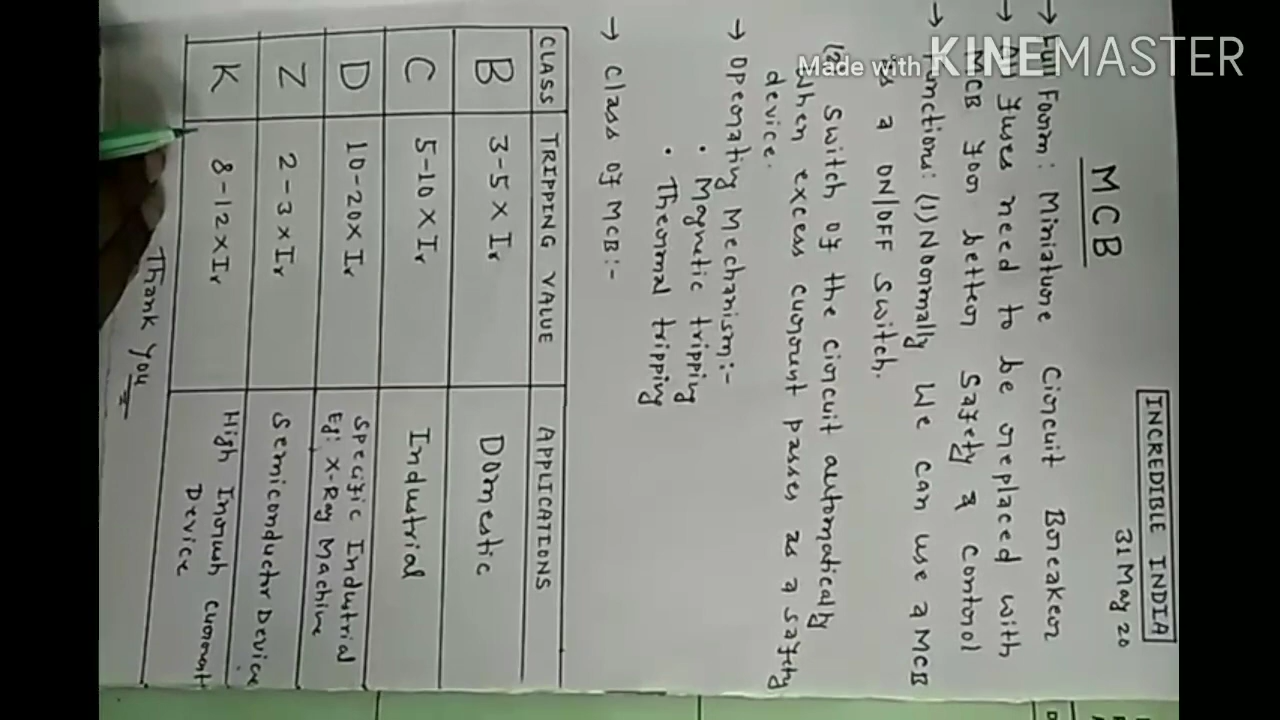 Made with KINEMASTER
INCREDIBLE INDIA
31 May 20
MCB
→ Full Form: Miniature Circuit Breaker
→ All fuses need to be replaced with
MCB for better safety & control
→ Functions: (1) Normally We can use a MCB
as a ON/OFF switch.
(2) Switch of the circuit automatically
when excess current passes as a safety
device.
→ Operating Mechanism:-
• Magnetic tripping
• Thermal tripping
→ Class of MCB:-
CLASS TRIPPING VALUE APPLICATIONS
B 3-5 X Ir Domestic
C 5-10 X Ir Industrial
D 10-20X Ir Specific Industrial
Eg: X-Ray Machine
Z 2-3 X Ir Semiconductor Device
K 8-12 X Ir High Inrush current
Device
Thank you